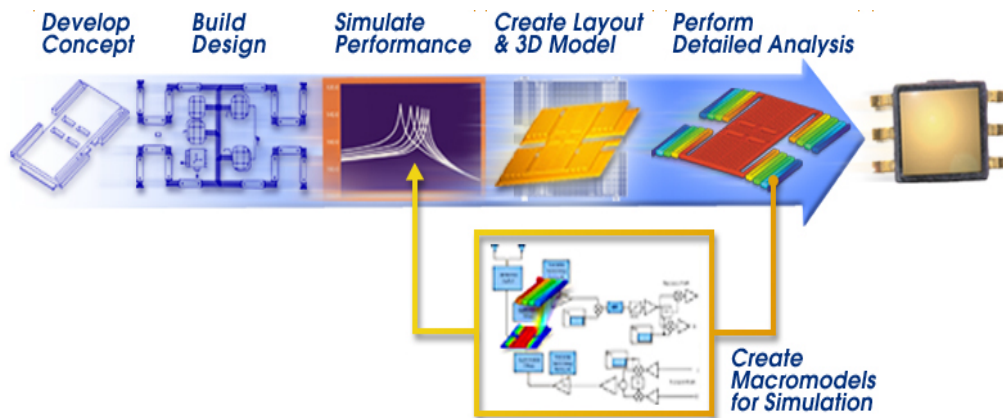 Develop
Concept
Build
Design
Simulate
Performance
Create Layout
& 3D Model
Perform
Detailed Analysis
Create
Macromodels
for Simulation